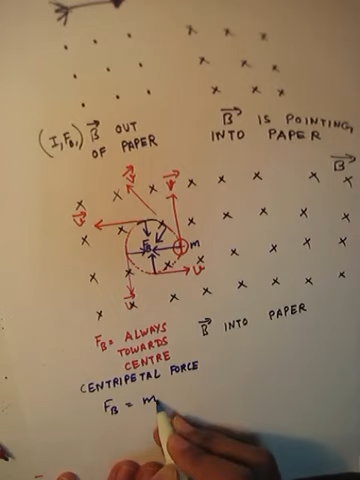 (I, F_B,) B⃗ OUT
OF PAPER
B⃗ IS POINTING
INTO PAPER
B⃗
v⃗
v⃗
v⃗
F_B
+ m
v⃗
v⃗
F_B = ALWAYS
TOWARDS
CENTRE
B⃗ INTO PAPER
CENTRIPETAL FORCE
F_B = m